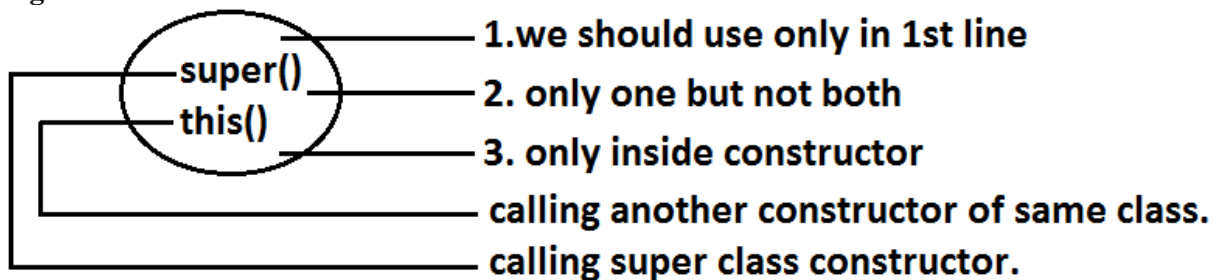 1.we should use only in 1st line
super()
2. only one but not both
this()
3. only inside constructor
calling another constructor of same class.
calling super class constructor.